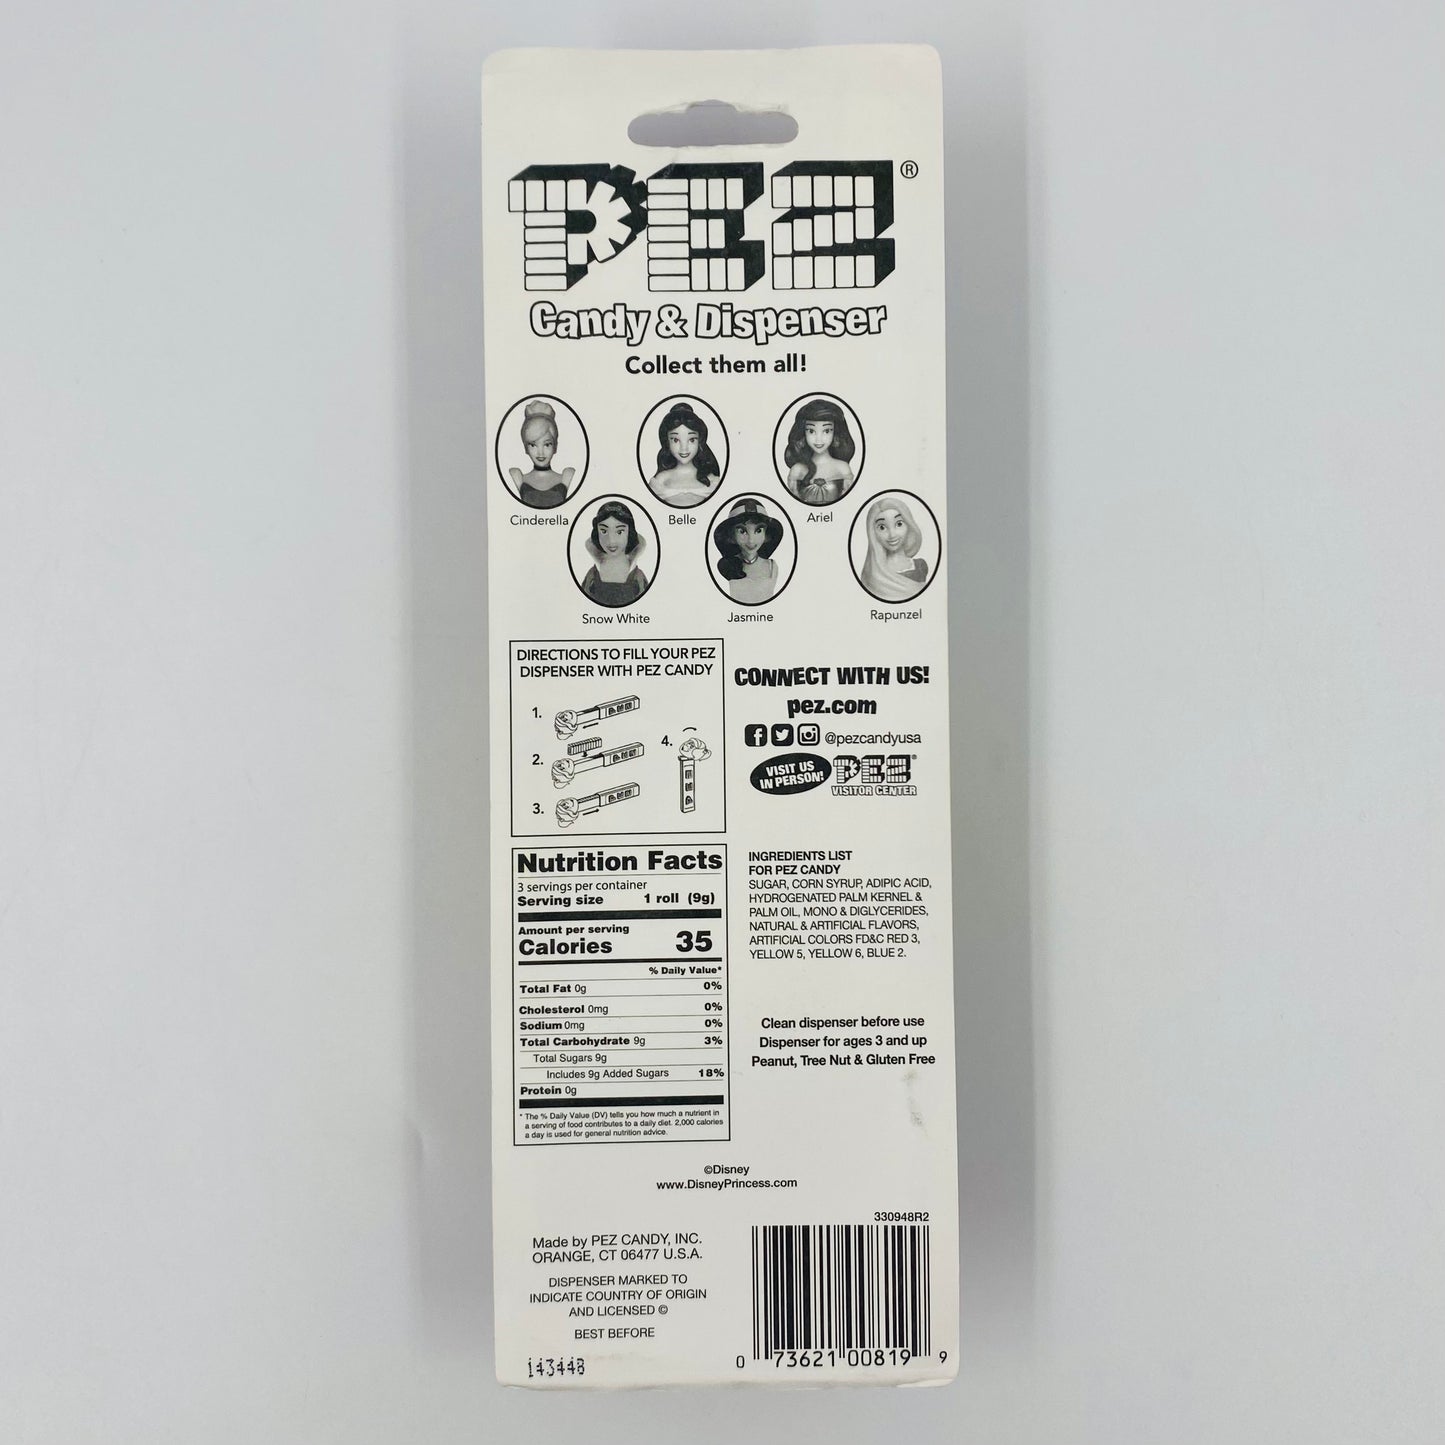 PEZ®
Candy & Dispenser
Collect them all!
Cinderella
Belle
Ariel
Snow White
Jasmine
Rapunzel
DIRECTIONS TO FILL YOUR PEZ
DISPENSER WITH PEZ CANDY
1.
2.
3.
4.
CONNECT WITH US!
pez.com
@pezcandyusa
VISIT US
IN PERSON!
PEZ
VISITOR CENTER
Nutrition Facts
3 servings per container
Serving size 1 roll (9g)
Amount per serving
Calories 35
% Daily Value*
Total Fat 0g 0%
Cholesterol 0mg 0%
Sodium 0mg 0%
Total Carbohydrate 9g 3%
Total Sugars 9g
Includes 9g Added Sugars 18%
Protein 0g
* The % Daily Value (DV) tells you how much a nutrient in
a serving of food contributes to a daily diet. 2,000 calories
a day is used for general nutrition advice.
INGREDIENTS LIST
FOR PEZ CANDY
SUGAR, CORN SYRUP, ADIPIC ACID,
HYDROGENATED PALM KERNEL &
PALM OIL, MONO & DIGLYCERIDES,
NATURAL & ARTIFICIAL FLAVORS,
ARTIFICIAL COLORS FD&C RED 3,
YELLOW 5, YELLOW 6, BLUE 2.
Clean dispenser before use
Dispenser for ages 3 and up
Peanut, Tree Nut & Gluten Free
©Disney
www.DisneyPrincess.com
Made by PEZ CANDY, INC.
ORANGE, CT 06477 U.S.A.
DISPENSER MARKED TO
INDICATE COUNTRY OF ORIGIN
AND LICENSED ©
BEST BEFORE
143448
330948R2
0 73621 00819 9